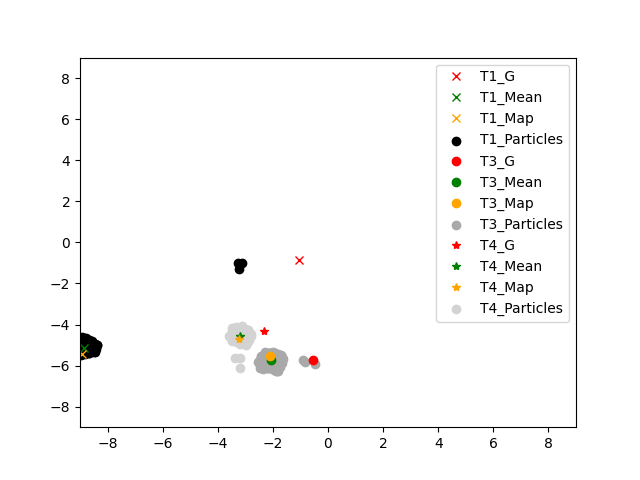 8
6
4
2
0
−2
−4
−6
−8
−8 −6 −4 −2 0 2 4 6 8
T1_G
T1_Mean
T1_Map
T1_Particles
T3_G
T3_Mean
T3_Map
T3_Particles
T4_G
T4_Mean
T4_Map
T4_Particles